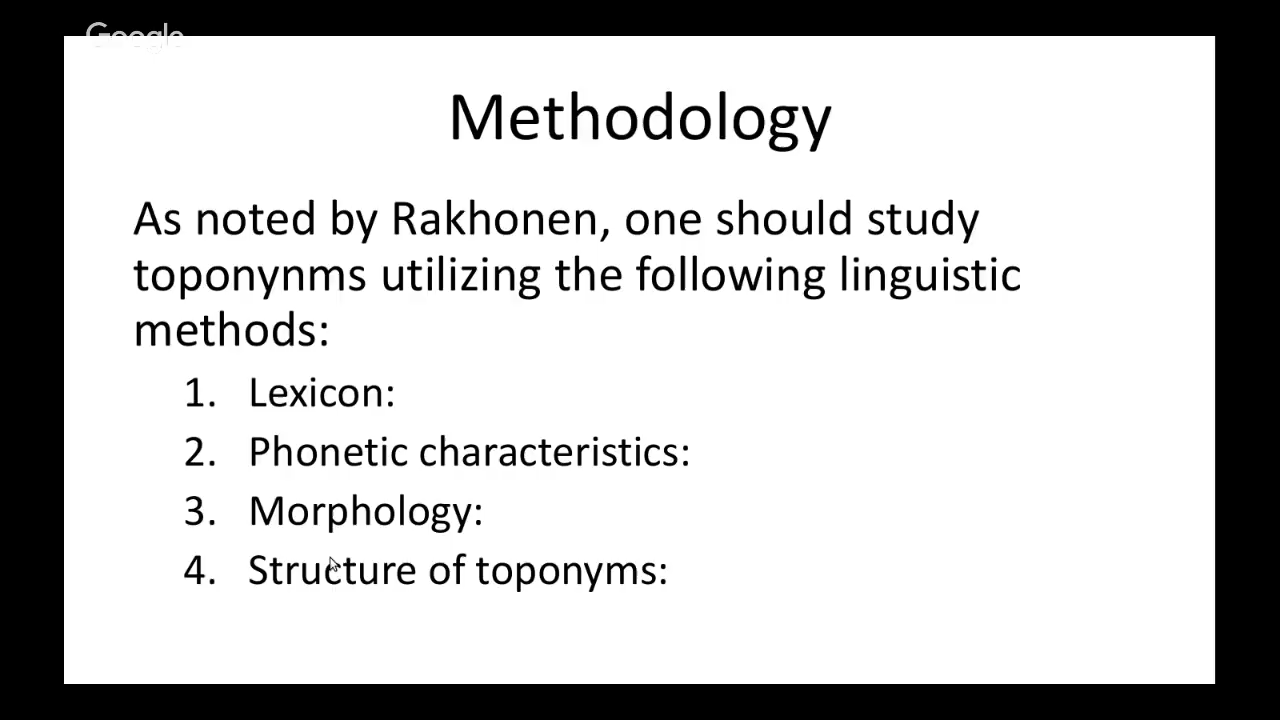 Google
Methodology
As noted by Rakhonen, one should study
toponynms utilizing the following linguistic
methods:
1. Lexicon:
2. Phonetic characteristics:
3. Morphology:
4. Structure of toponyms: